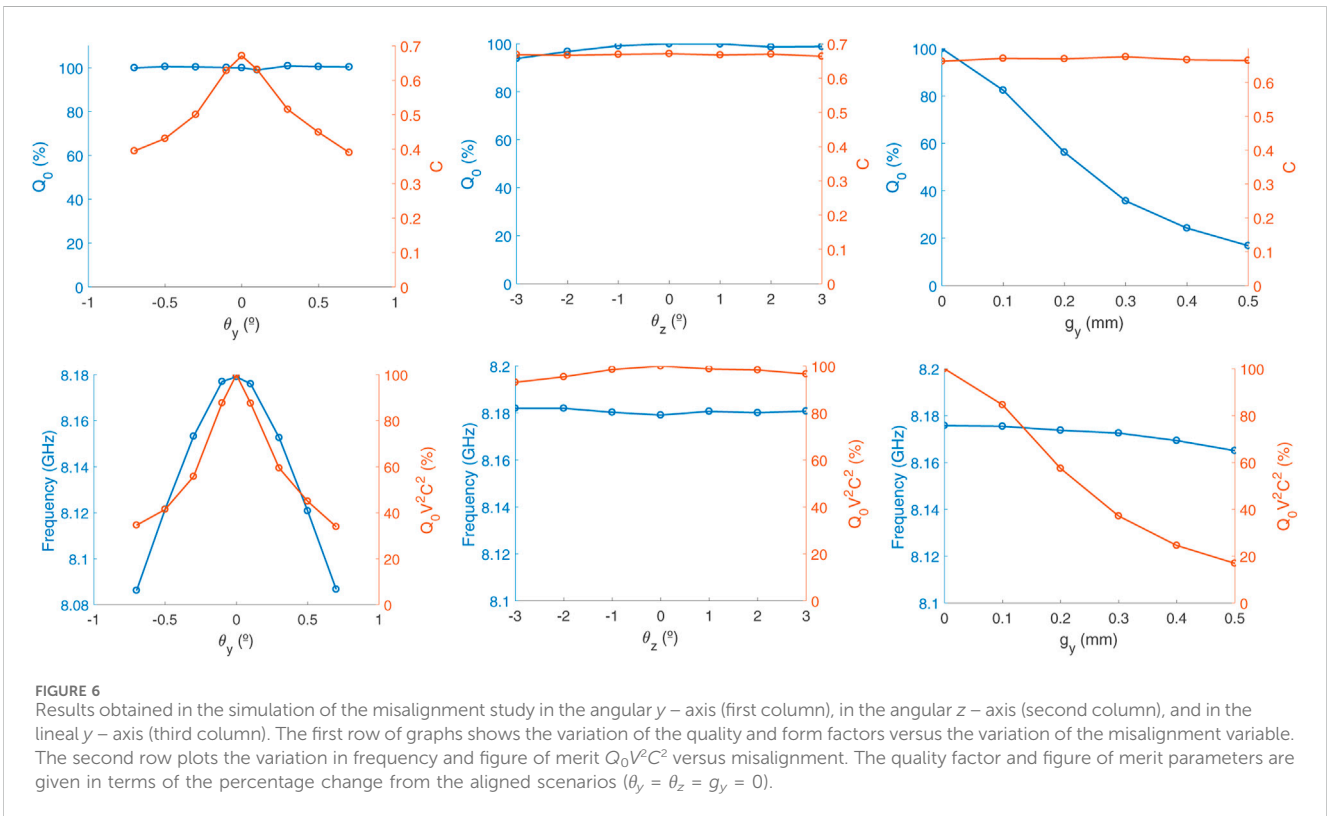 100
80
60
40
20
0
Q0 (%)
0.7
0.6
0.5
0.4
0.3
0.2
0.1
0
C
-1 -0.5 0 0.5 1
θy (º)
100
80
60
40
20
0
Q0 (%)
0.7
0.6
0.5
0.4
0.3
0.2
0.1
0
C
-3 -2 -1 0 1 2 3
θz (º)
100
80
60
40
20
0
Q0 (%)
0.6
0.5
0.4
0.3
0.2
0.1
0
C
0 0.1 0.2 0.3 0.4 0.5
gy (mm)
8.18
8.16
8.14
8.12
8.1
8.08
Frequency (GHz)
100
80
60
40
20
0
Q0V²C² (%)
-1 -0.5 0 0.5 1
θy (º)
8.2
8.18
8.16
8.14
8.12
8.1
Frequency (GHz)
100
80
60
40
20
0
Q0V²C² (%)
-3 -2 -1 0 1 2 3
θz (º)
8.2
8.18
8.16
8.14
8.12
8.1
Frequency (GHz)
100
80
60
40
20
0
Q0V²C² (%)
0 0.1 0.2 0.3 0.4 0.5
gy (mm)
FIGURE 6
Results obtained in the simulation of the misalignment study in the angular y – axis (first column), in the angular z – axis (second column), and in the
lineal y – axis (third column). The first row of graphs shows the variation of the quality and form factors versus the variation of the misalignment variable.
The second row plots the variation in frequency and figure of merit Q0V²C² versus misalignment. The quality factor and figure of merit parameters are
given in terms of the percentage change from the aligned scenarios (θy = θz = gy = 0).